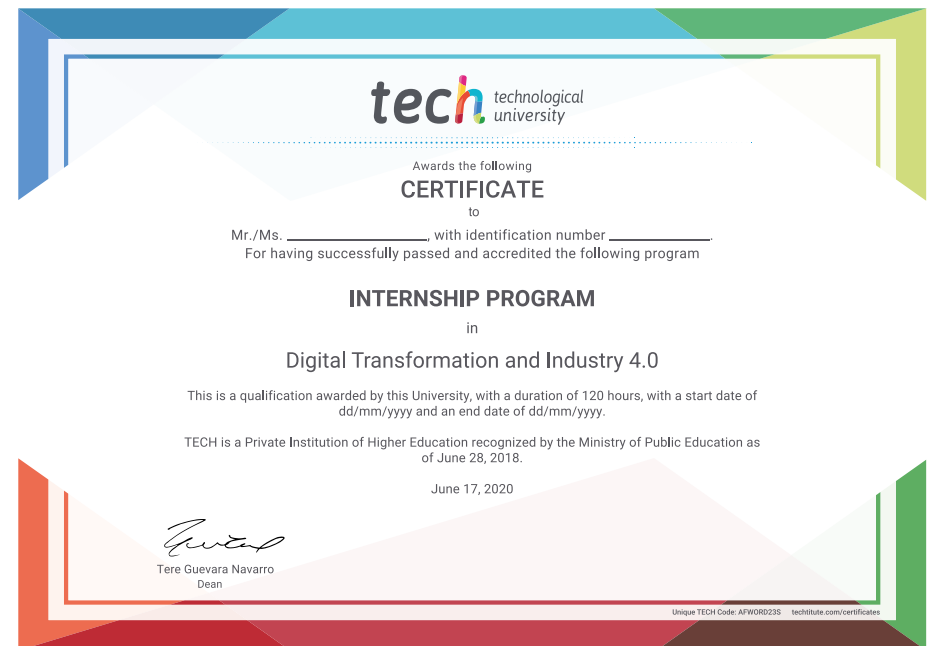 tech technological
university
Awards the following
CERTIFICATE
to
Mr./Ms. ____________________, with identification number ______________.
For having successfully passed and accredited the following program
INTERNSHIP PROGRAM
in
Digital Transformation and Industry 4.0
This is a qualification awarded by this University, with a duration of 120 hours, with a start date of
dd/mm/yyyy and an end date of dd/mm/yyyy.
TECH is a Private Institution of Higher Education recognized by the Ministry of Public Education as
of June 28, 2018.
June 17, 2020
Tere Guevara Navarro
Dean
Unique TECH Code: AFWORD23S techtitute.com/certificates